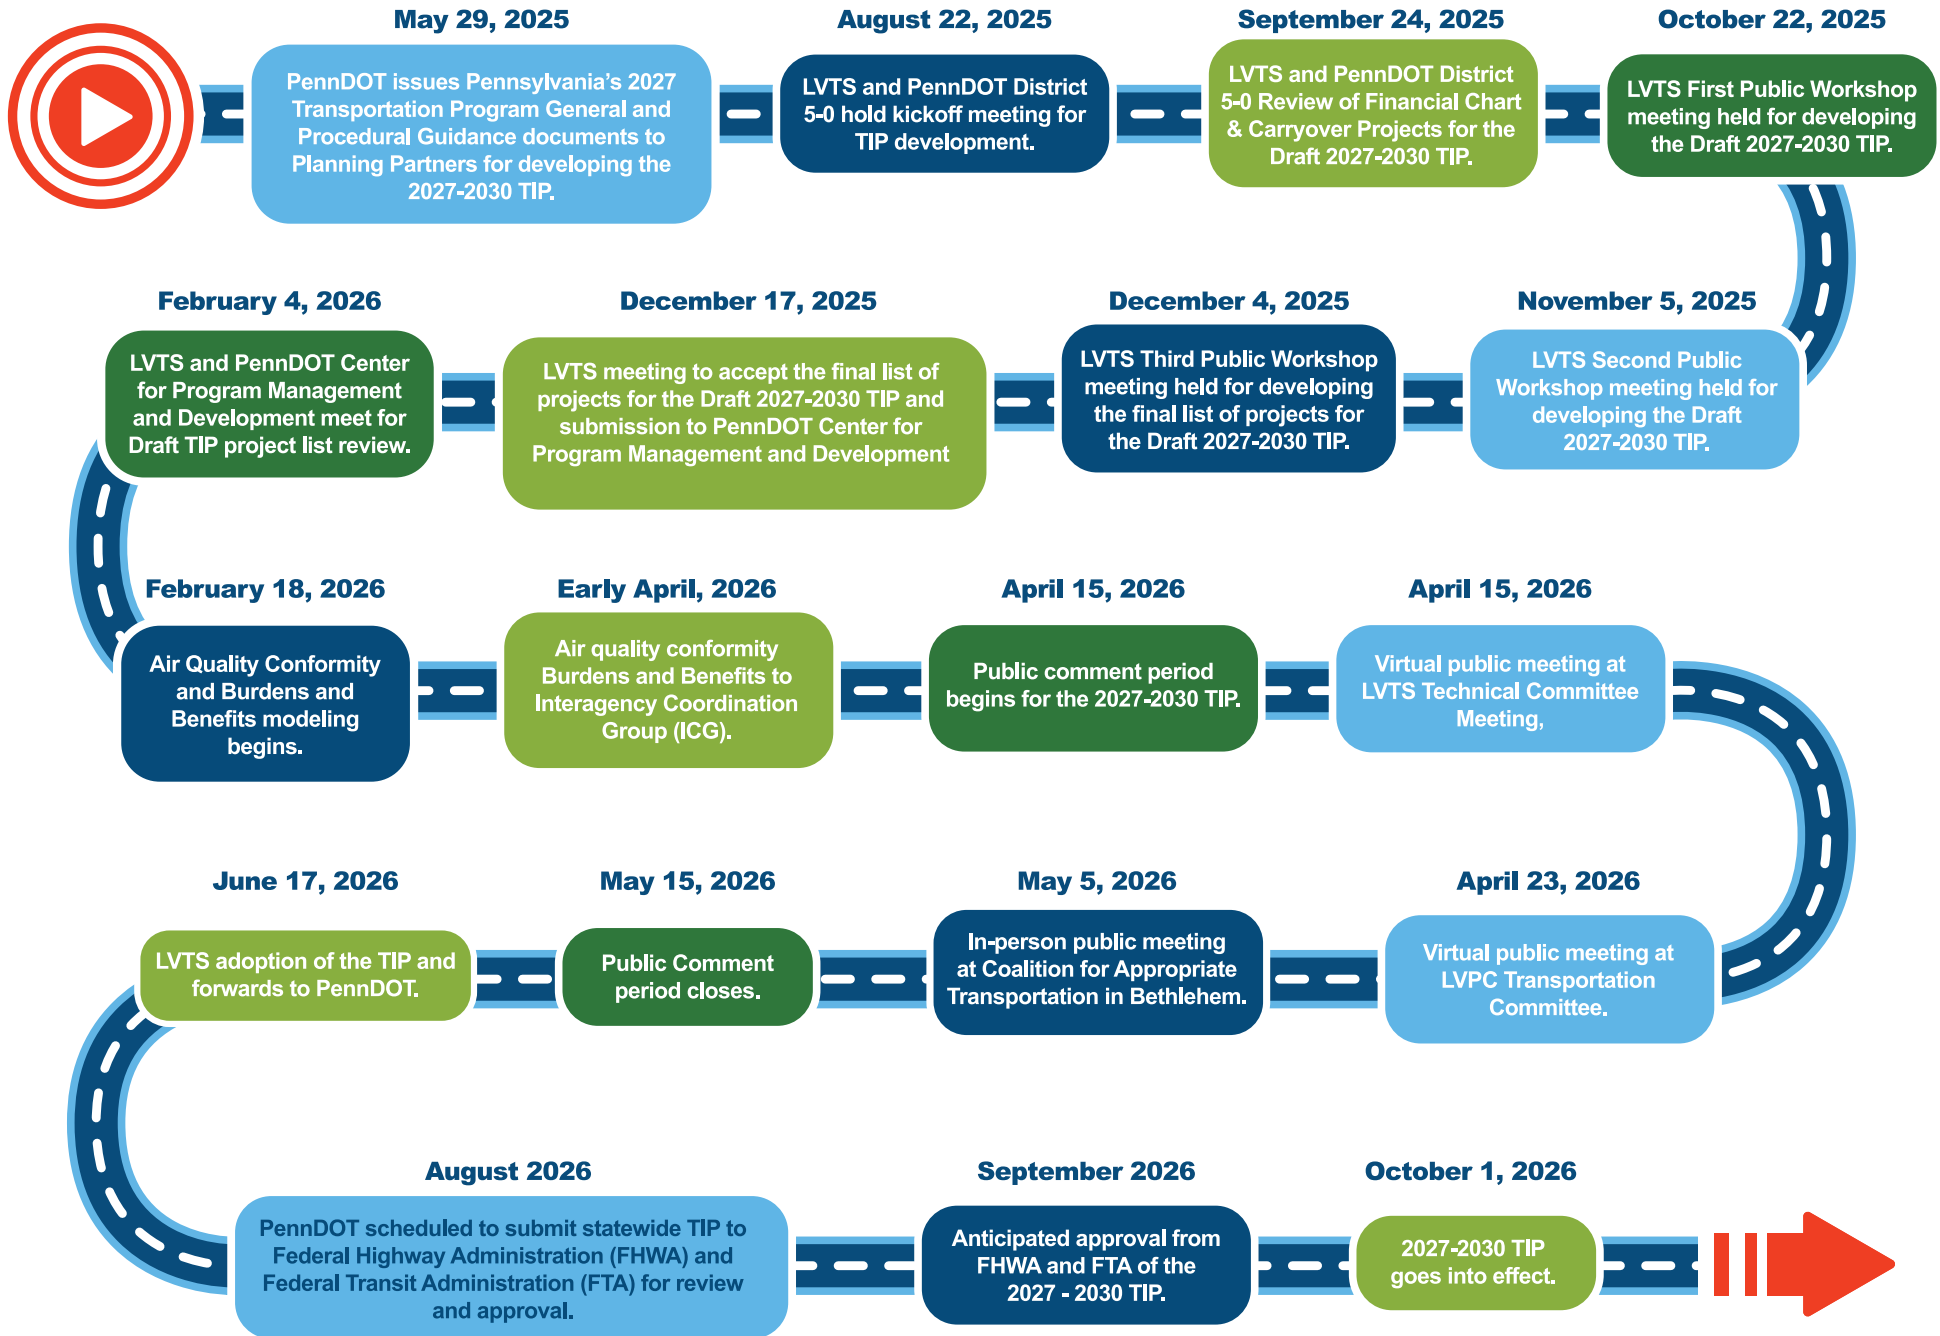 May 29, 2025
PennDOT issues Pennsylvania's 2027
Transportation Program General and
Procedural Guidance documents to
Planning Partners for developing the
2027-2030 TIP.
August 22, 2025
LVTS and PennDOT District
5-0 hold kickoff meeting for
TIP development.
September 24, 2025
LVTS and PennDOT District
5-0 Review of Financial Chart
& Carryover Projects for the
Draft 2027-2030 TIP.
October 22, 2025
LVTS First Public Workshop
meeting held for developing
the Draft 2027-2030 TIP.
November 5, 2025
LVTS Second Public
Workshop meeting held for
developing the Draft
2027-2030 TIP.
December 4, 2025
LVTS Third Public Workshop
meeting held for developing
the final list of projects for
the Draft 2027-2030 TIP.
December 17, 2025
LVTS meeting to accept the final list of
projects for the Draft 2027-2030 TIP and
submission to PennDOT Center for
Program Management and Development
February 4, 2026
LVTS and PennDOT Center
for Program Management
and Development meet for
Draft TIP project list review.
February 18, 2026
Air Quality Conformity
and Burdens and
Benefits modeling
begins.
Early April, 2026
Air quality conformity
Burdens and Benefits to
Interagency Coordination
Group (ICG).
April 15, 2026
Public comment period
begins for the 2027-2030 TIP.
April 15, 2026
Virtual public meeting at
LVTS Technical Committee
Meeting,
April 23, 2026
Virtual public meeting at
LVPC Transportation
Committee.
May 5, 2026
In-person public meeting
at Coalition for Appropriate
Transportation in Bethlehem.
May 15, 2026
Public Comment
period closes.
June 17, 2026
LVTS adoption of the TIP and
forwards to PennDOT.
August 2026
PennDOT scheduled to submit statewide TIP to
Federal Highway Administration (FHWA) and
Federal Transit Administration (FTA) for review
and approval.
September 2026
Anticipated approval from
FHWA and FTA of the
2027 - 2030 TIP.
October 1, 2026
2027-2030 TIP
goes into effect.